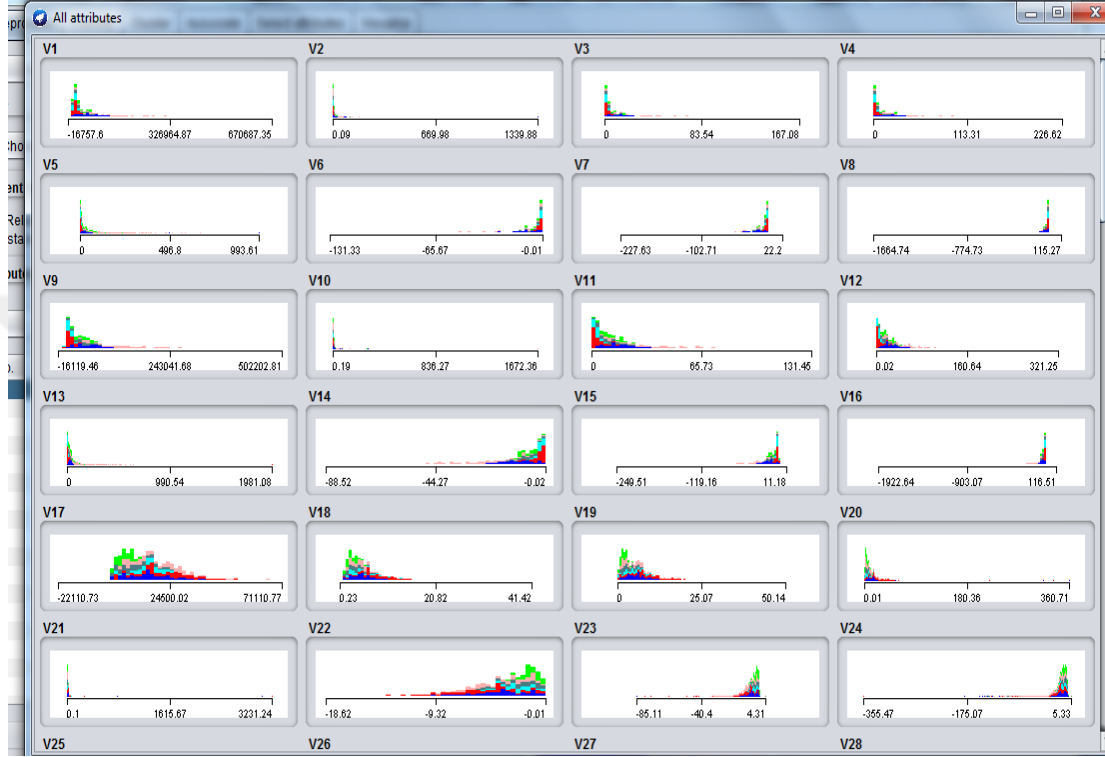 All attributes
V1 V2 V3 V4
-16757.6 326964.87 670687.35 0.09 669.98 1339.88 0 83.54 167.08 0 113.31 226.62
V5 V6 V7 V8
0 496.8 993.61 -131.33 -65.67 -0.01 -227.63 -102.71 22.2 -1664.74 -774.73 115.27
V9 V10 V11 V12
-16119.46 243041.68 502202.81 0.19 836.27 1672.36 0 65.73 131.46 0.02 160.64 321.25
V13 V14 V15 V16
0 990.54 1981.08 -88.52 -44.27 -0.02 -249.51 -119.16 11.18 -1922.64 -903.07 116.51
V17 V18 V19 V20
-22110.73 24500.02 71110.77 0.23 20.82 41.42 0 25.07 50.14 0.01 180.36 360.71
V21 V22 V23 V24
0.1 1615.67 3231.24 -18.62 -9.32 -0.01 -85.11 -40.4 4.31 -355.47 -175.07 5.33
V25 V26 V27 V28